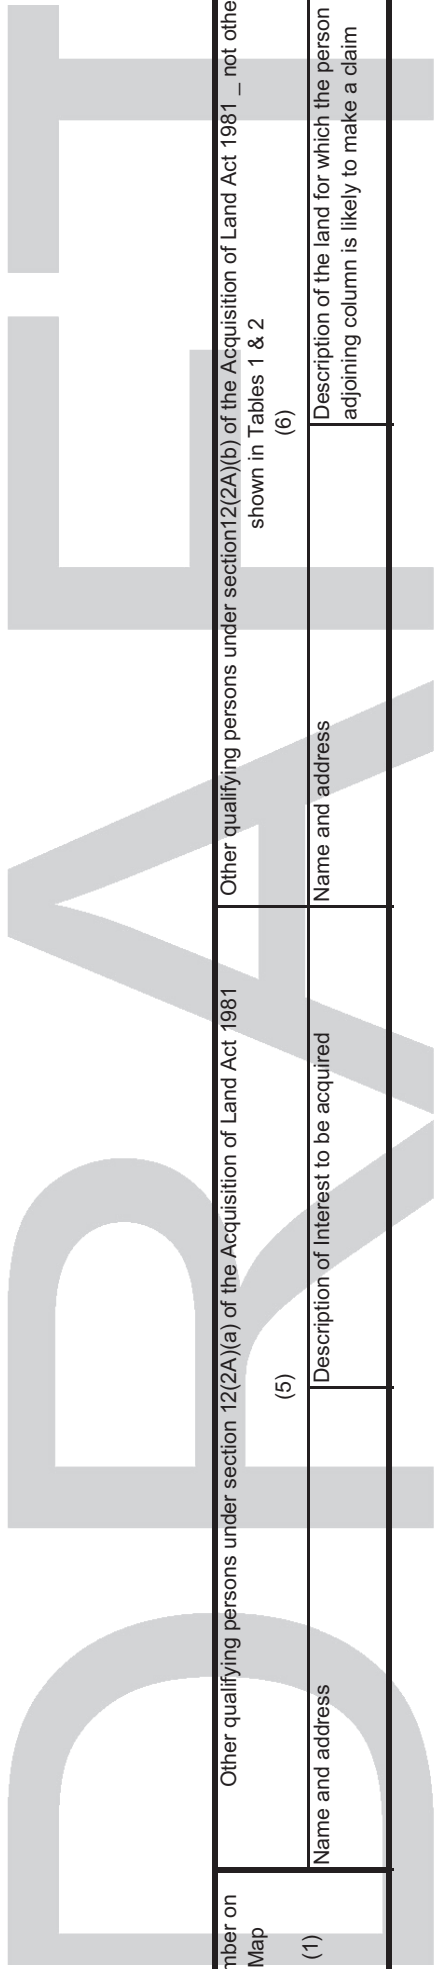 DRAFT
mber on
Map
(1)
Other qualifying persons under section 12(2A)(a) of the Acquisition of Land Act 1981
(5)
Name and address
Description of Interest to be acquired
Other qualifying persons under section12(2A)(b) of the Acquisition of Land Act 1981 _ not othe
shown in Tables 1 & 2
(6)
Name and address
Description of the land for which the person
adjoining column is likely to make a claim